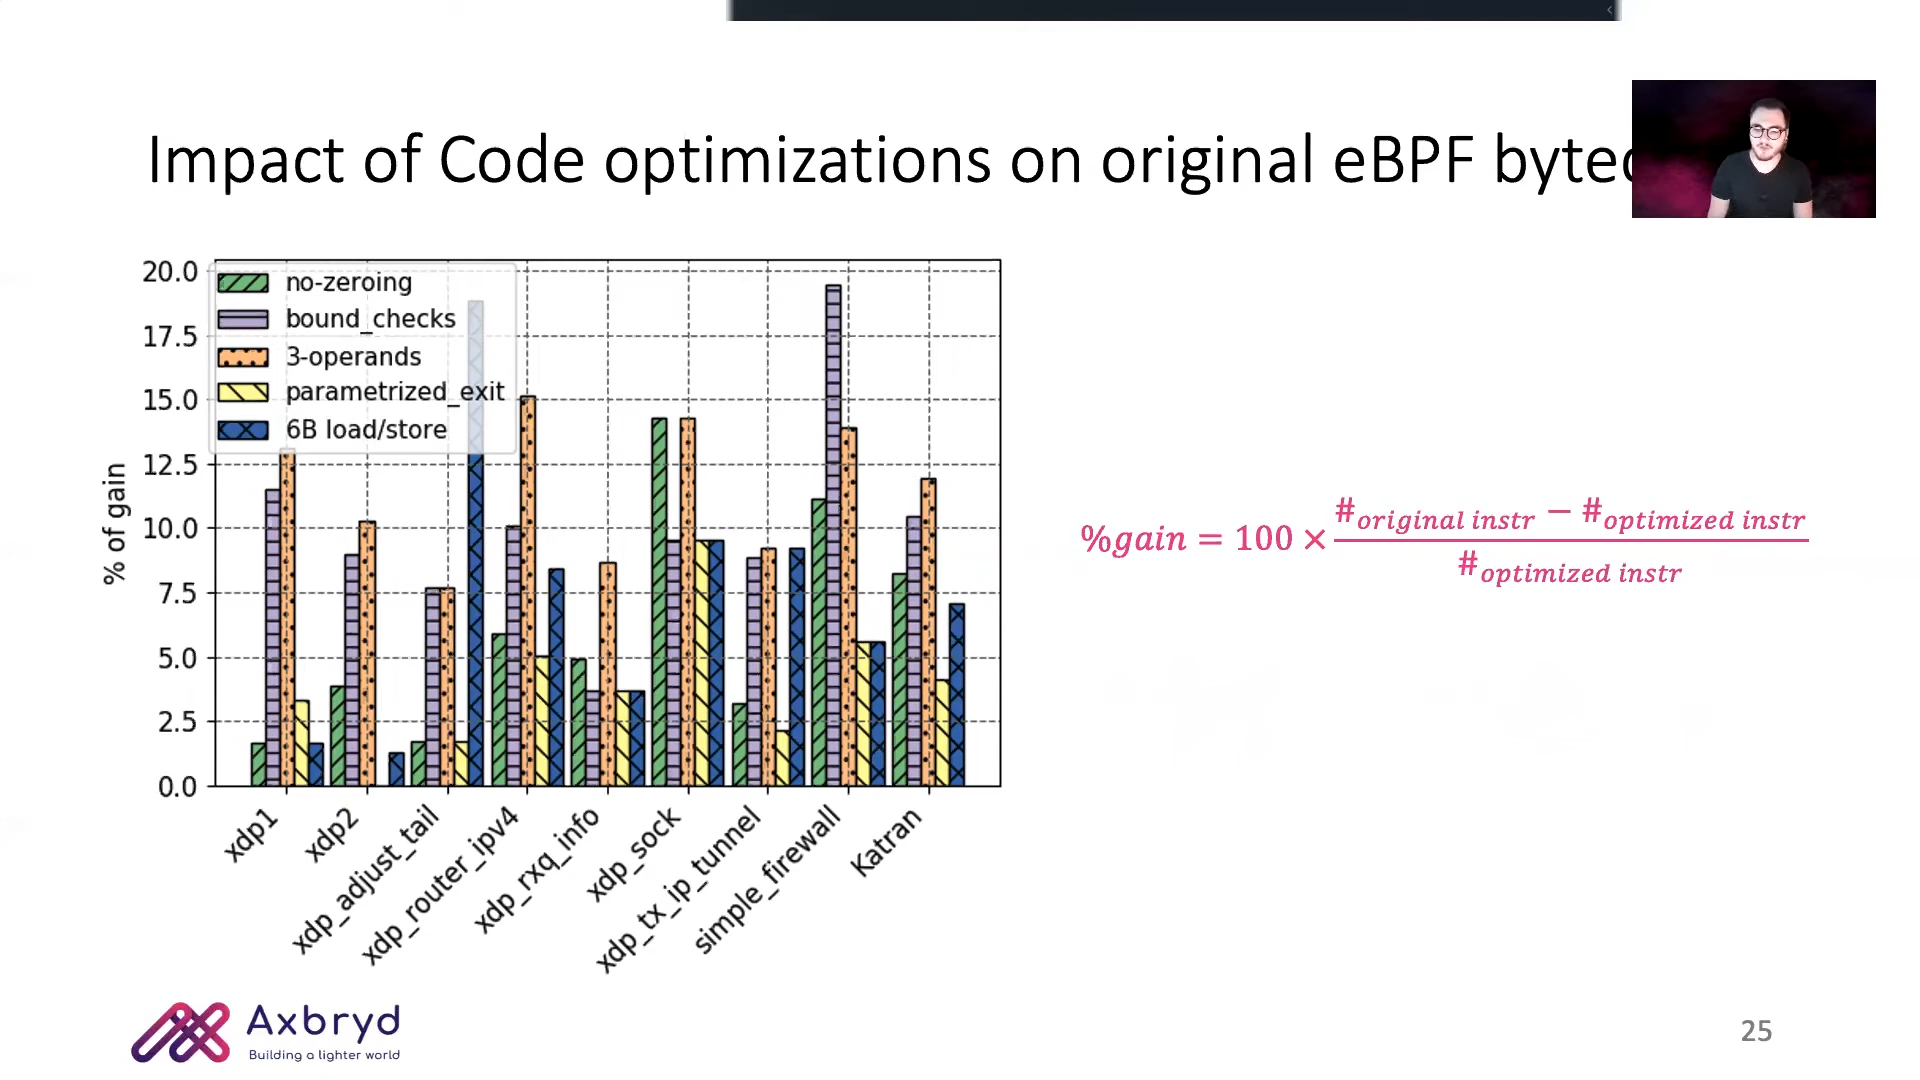 Impact of Code optimizations on original eBPF
20.0
17.5
15.0
12.5
10.0
7.5
5.0
2.5
0.0
% of gain
no-zeroing
bound_checks
3-operands
parametrized_exit
6B load/store
xdp1
xdp2
xdp_adjust_tail
xdp_router_ipv4
xdp_rxq_info
xdp_sock
xdp_tx_ip_tunnel
simple_firewall
Katran
#original instr − #optimized instr
%gain = 100 ×
#optimized instr
Axbryd
Building a lighter world
25